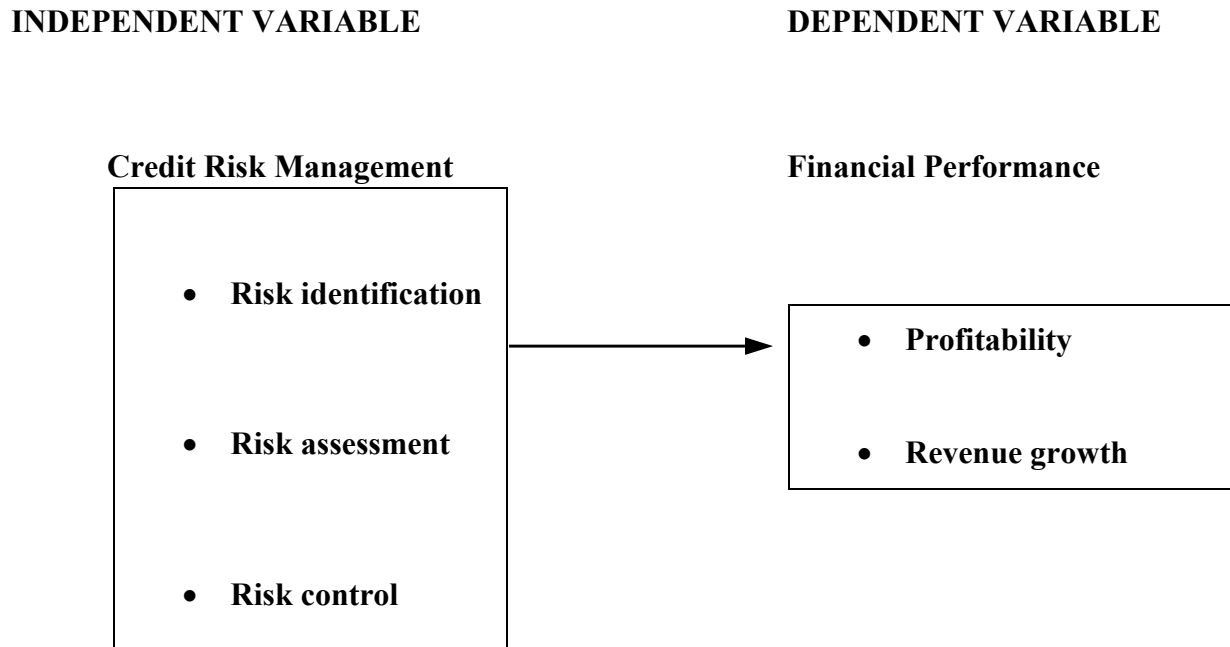 INDEPENDENT VARIABLE
DEPENDENT VARIABLE
Credit Risk Management
Financial Performance
• Risk identification
• Risk assessment
• Risk control
• Profitability
• Revenue growth